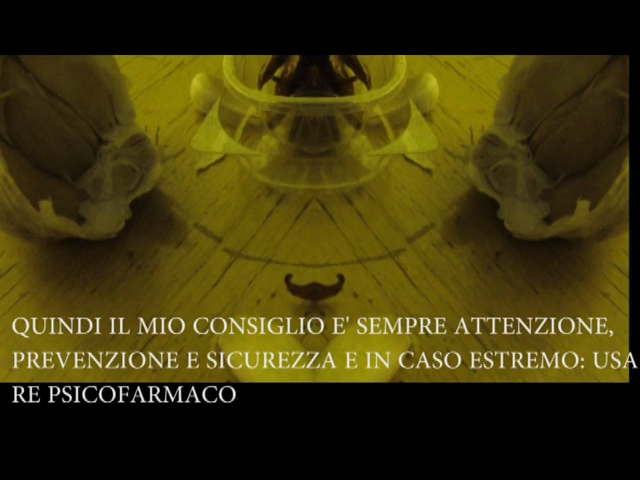 QUINDI IL MIO CONSIGLIO E' SEMPRE ATTENZIONE,
PREVENZIONE E SICUREZZA E IN CASO ESTREMO: USA
RE PSICOFARMACO